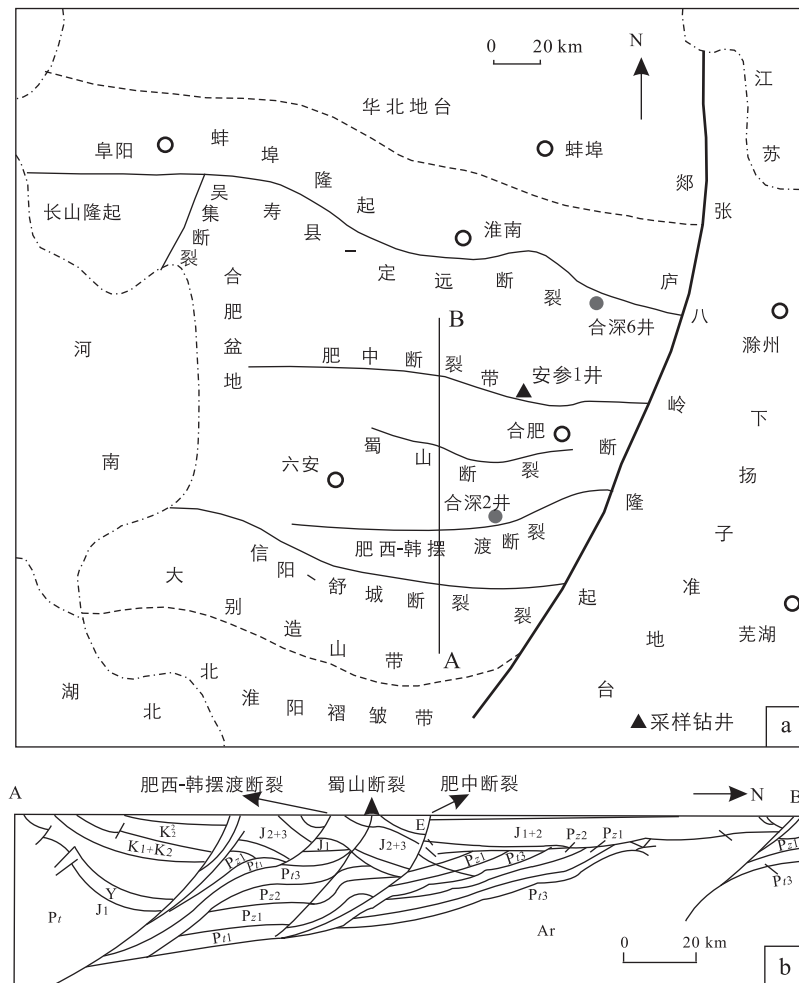 0 20 km
N
江苏
华北地台
阜阳
蚌埠
蚌埠隆起
郯庐断裂
张八岭隆起
长山隆起
吴集断裂
寿县-定远断裂
淮南
合肥盆地
合深6井
滁州
B
河南
肥中断裂带
安参1井
下扬子准地台
合肥
蜀山断裂
六安
合深2井
肥西-韩摆渡断裂
信阳-舒城断裂
大别造山带
裂
A
芜湖
湖北
北淮阳褶皱带
采样钻井
a
肥西-韩摆渡断裂
蜀山断裂
肥中断裂
A
N
B
K₂²
E
K1+K2
J2+3
J1
J2+3
J1+2
Pz2
Pz1
Pz1
Pt1
Pt3
Pz1
Pt3
Pz1
Y
J1
Pt
Pz2
Pt3
Pt3
Pz1
Pt1
Ar
0 20 km
b